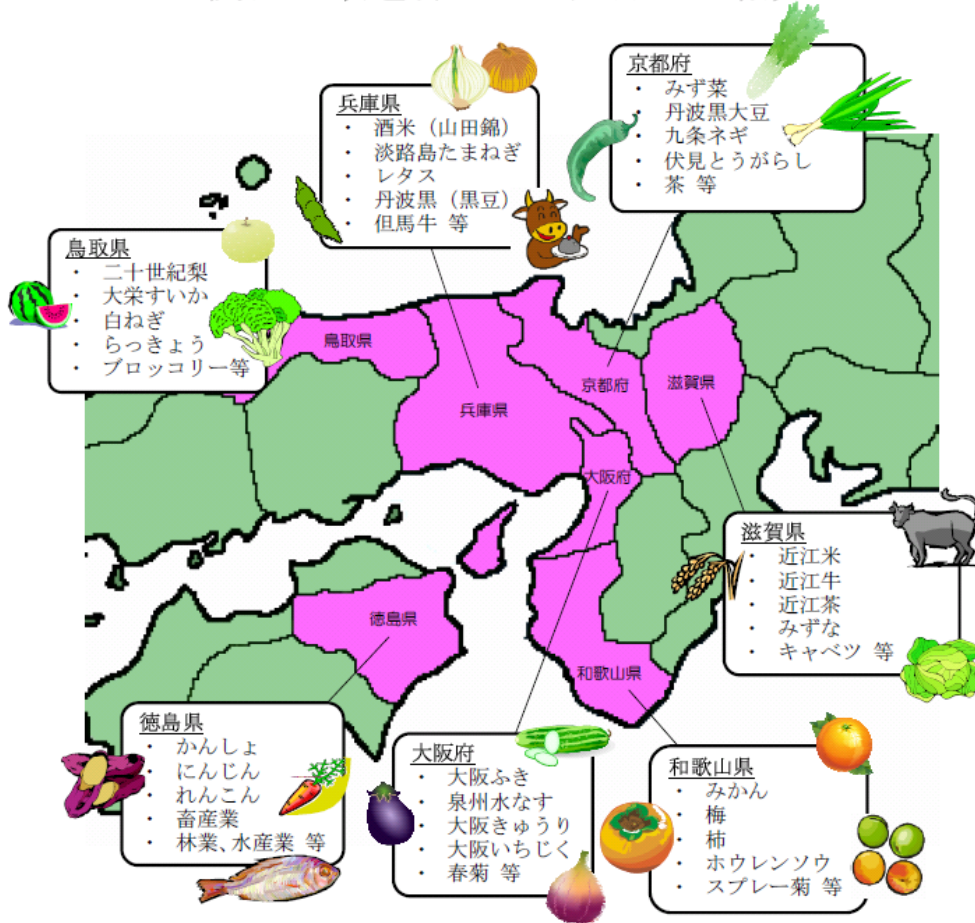 京都府
・ みず菜
・ 丹波黒大豆
・ 九条ネギ
・ 伏見とうがらし
・ 茶 等
兵庫県
・ 酒米（山田錦）
・ 淡路島たまねぎ
・ レタス
・ 丹波黒（黒豆）
・ 但馬牛 等
鳥取県
・ 二十世紀梨
・ 大栄すいか
・ 白ねぎ
・ らっきょう
・ ブロッコリー等
鳥取県
兵庫県
京都府
滋賀県
大阪府
徳島県
和歌山県
滋賀県
・ 近江米
・ 近江牛
・ 近江茶
・ みずな
・ キャベツ 等
徳島県
・ かんしょ
・ にんじん
・ れんこん
・ 畜産業
・ 林業、水産業 等
大阪府
・ 大阪ふき
・ 泉州水なす
・ 大阪きゅうり
・ 大阪いちじく
・ 春菊 等
和歌山県
・ みかん
・ 梅
・ 柿
・ ホウレンソウ
・ スプレー菊 等